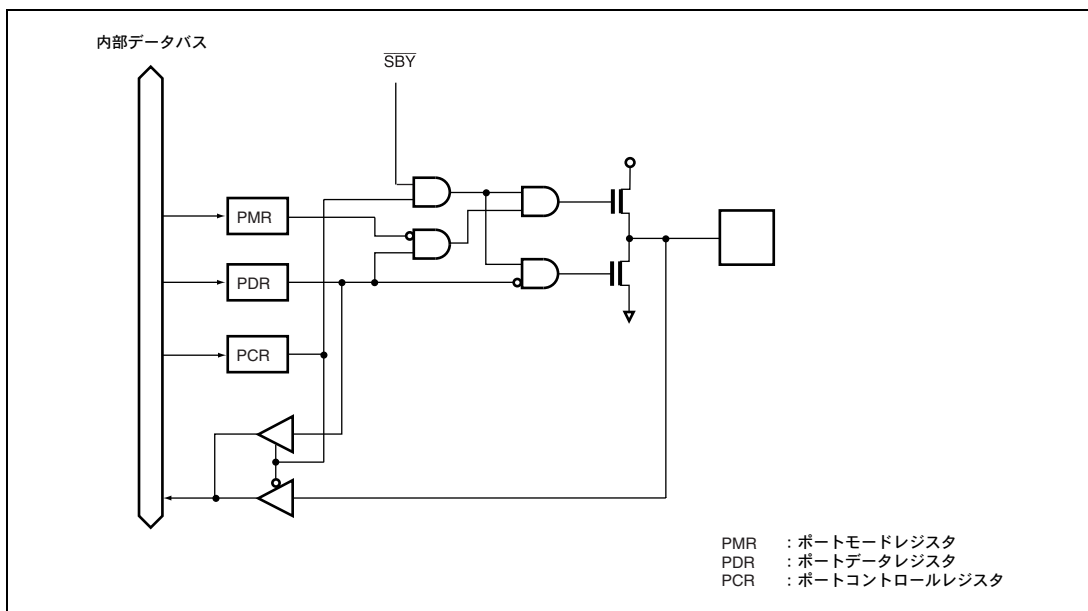 内部データバス
SBY
PMR
PDR
PCR
PMR :ポートモードレジスタ
PDR :ポートデータレジスタ
PCR :ポートコントロールレジスタ